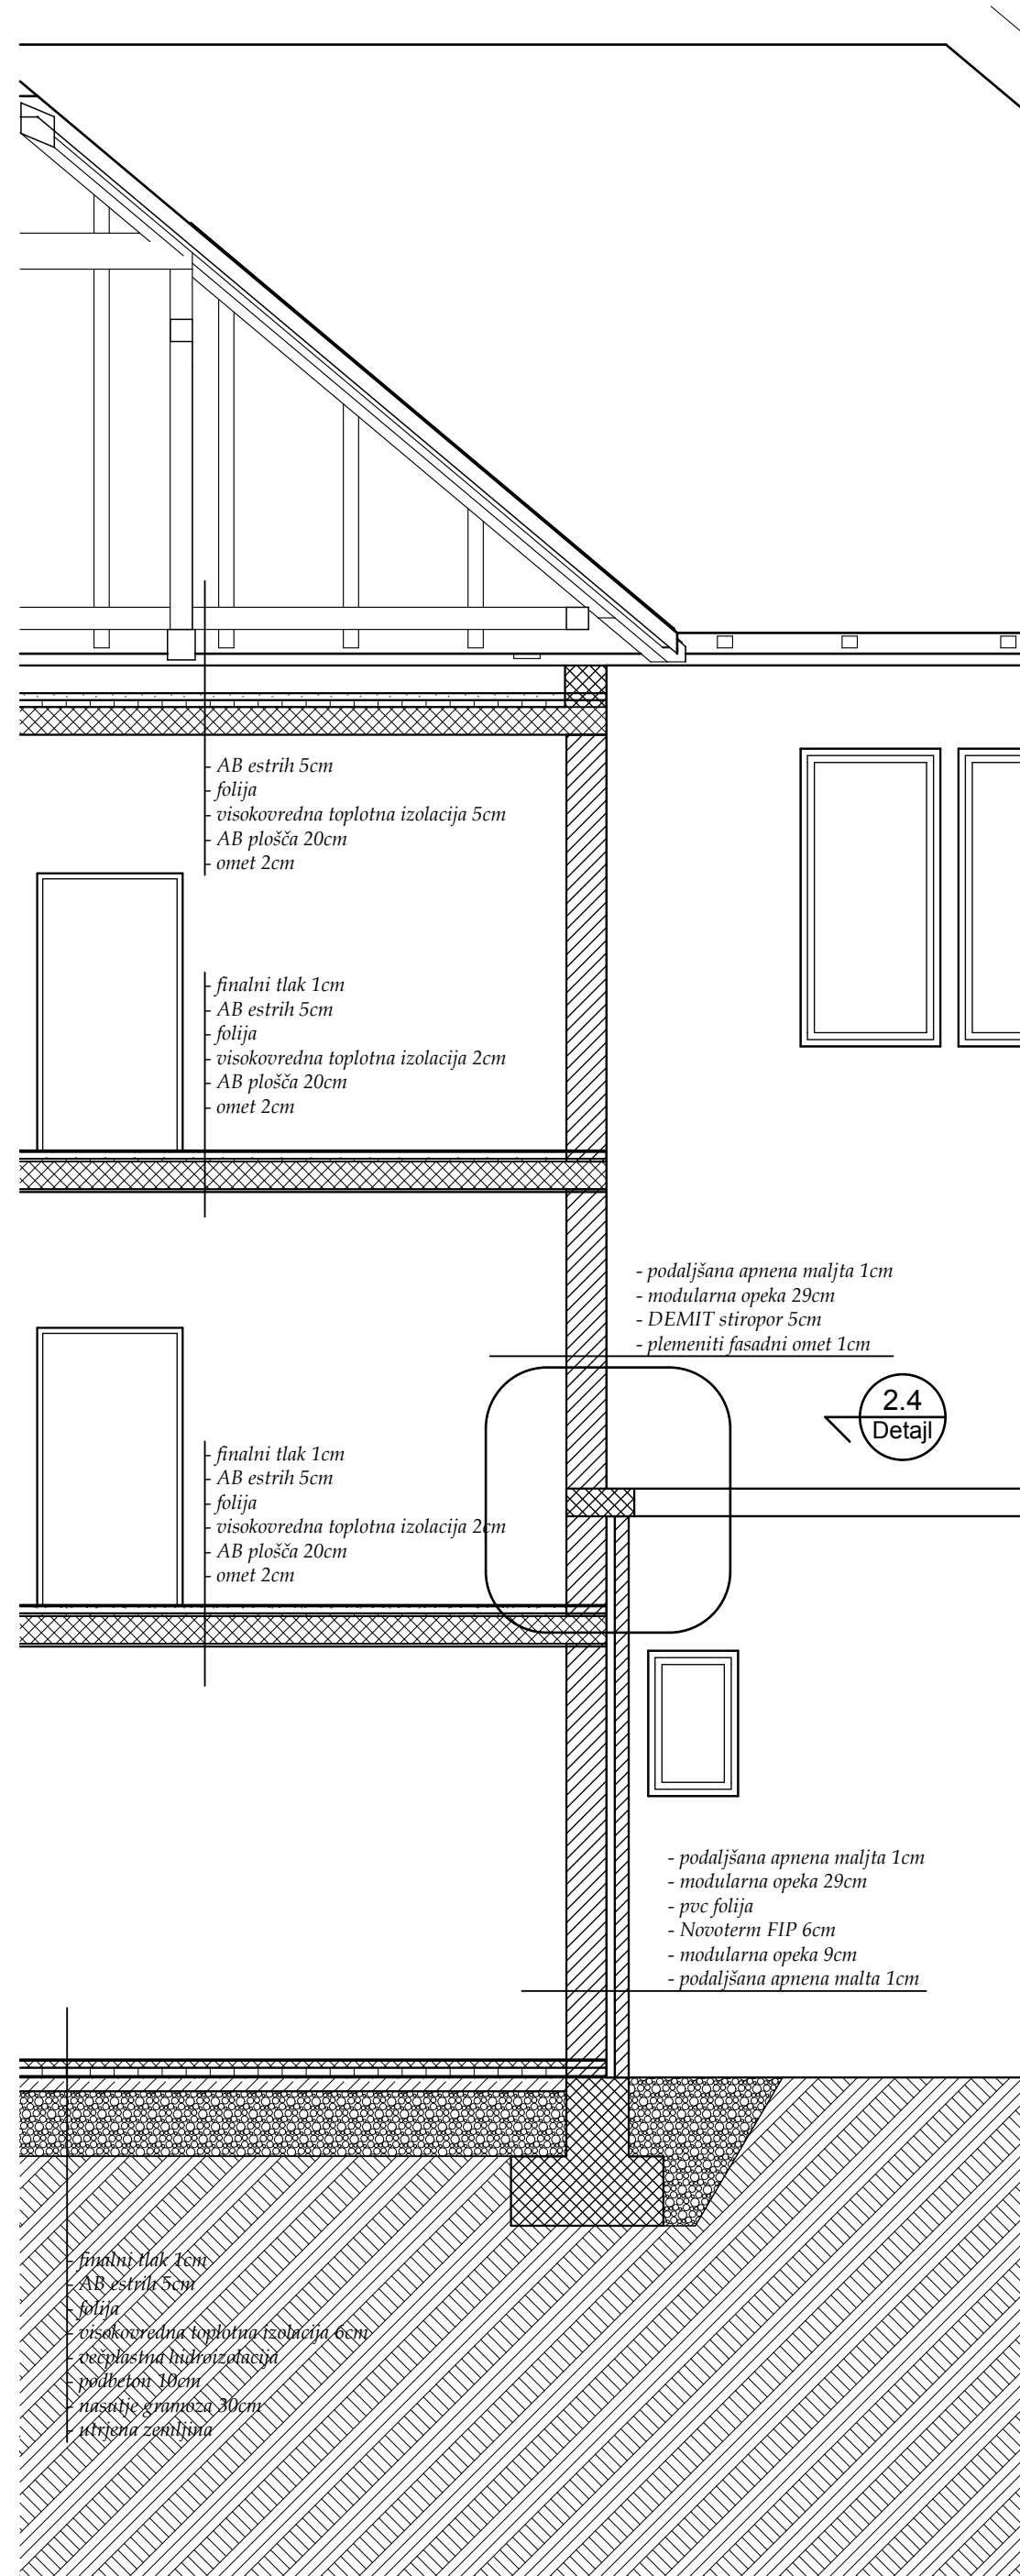 - AB estrih 5cm
- folija
- visokovredna toplotna izolacija 5cm
- AB plošča 20cm
- omet 2cm
- finalni tlak 1cm
- AB estrih 5cm
- folija
- visokovredna toplotna izolacija 2cm
- AB plošča 20cm
- omet 2cm
- podaljšana apnena maljta 1cm
- modularna opeka 29cm
- DEMIT stiropor 5cm
- plemeniti fasadni omet 1cm
2.4
Detajl
- finalni tlak 1cm
- AB estrih 5cm
- folija
- visokovredna toplotna izolacija 2cm
- AB plošča 20cm
- omet 2cm
- podaljšana apnena maljta 1cm
- modularna opeka 29cm
- pvc folija
- Novoterm FIP 6cm
- modularna opeka 9cm
- podaljšana apnena malta 1cm
- finalni tlak 1cm
- AB estrih 5cm
- folija
- visokovredna toplotna izolacija 6cm
- večplastna hidroizolacija
- podbeton 10cm
- nasutje gramoza 30cm
- utrjena zemljina